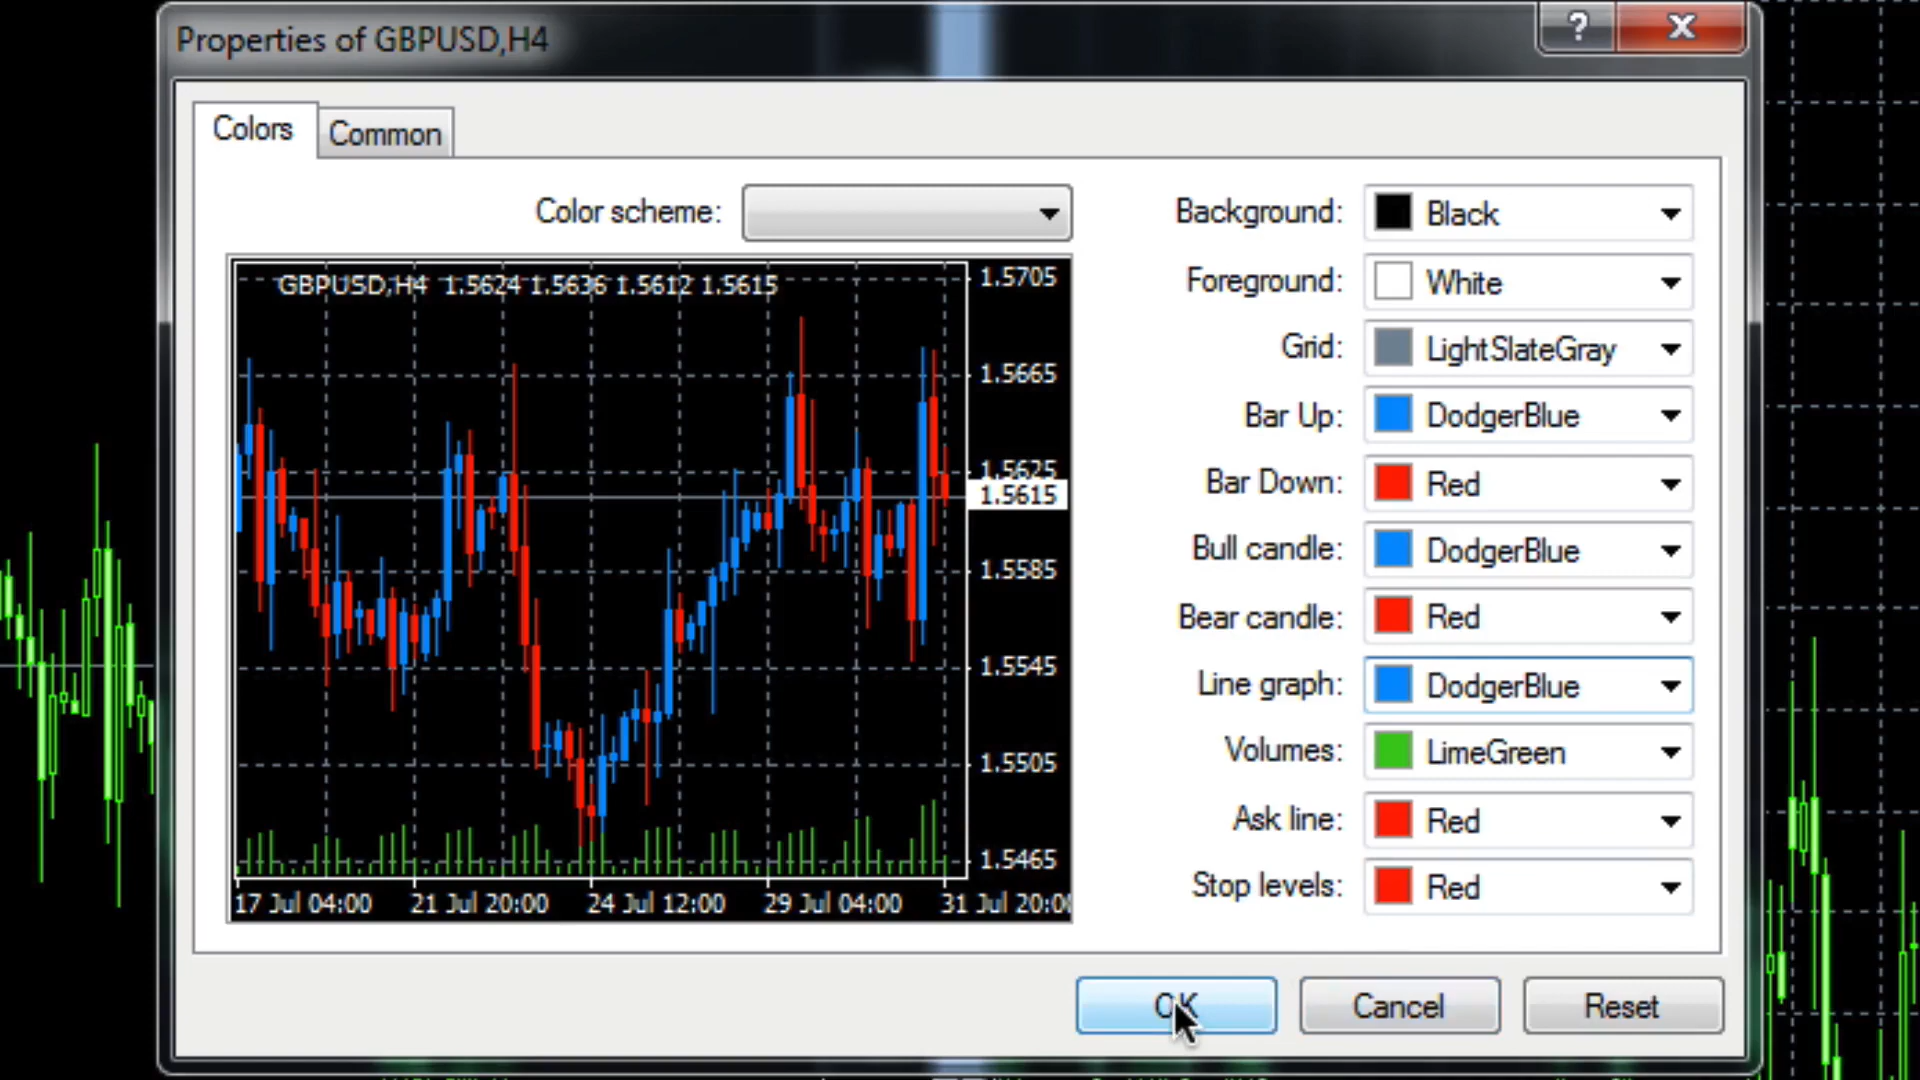 Properties of GBPUSD,H4
?
X
Colors
Common
Color scheme:
GBPUSD,H4 1.5624 1.5636 1.5612 1.5615
1.5705
1.5665
1.5625
1.5615
1.5585
1.5545
1.5505
1.5465
17 Jul 04:00
21 Jul 20:00
24 Jul 12:00
29 Jul 04:00
31 Jul 20:00
Background: Black
Foreground: White
Grid: LightSlateGray
Bar Up: DodgerBlue
Bar Down: Red
Bull candle: DodgerBlue
Bear candle: Red
Line graph: DodgerBlue
Volumes: LimeGreen
Ask line: Red
Stop levels: Red
OK
Cancel
Reset